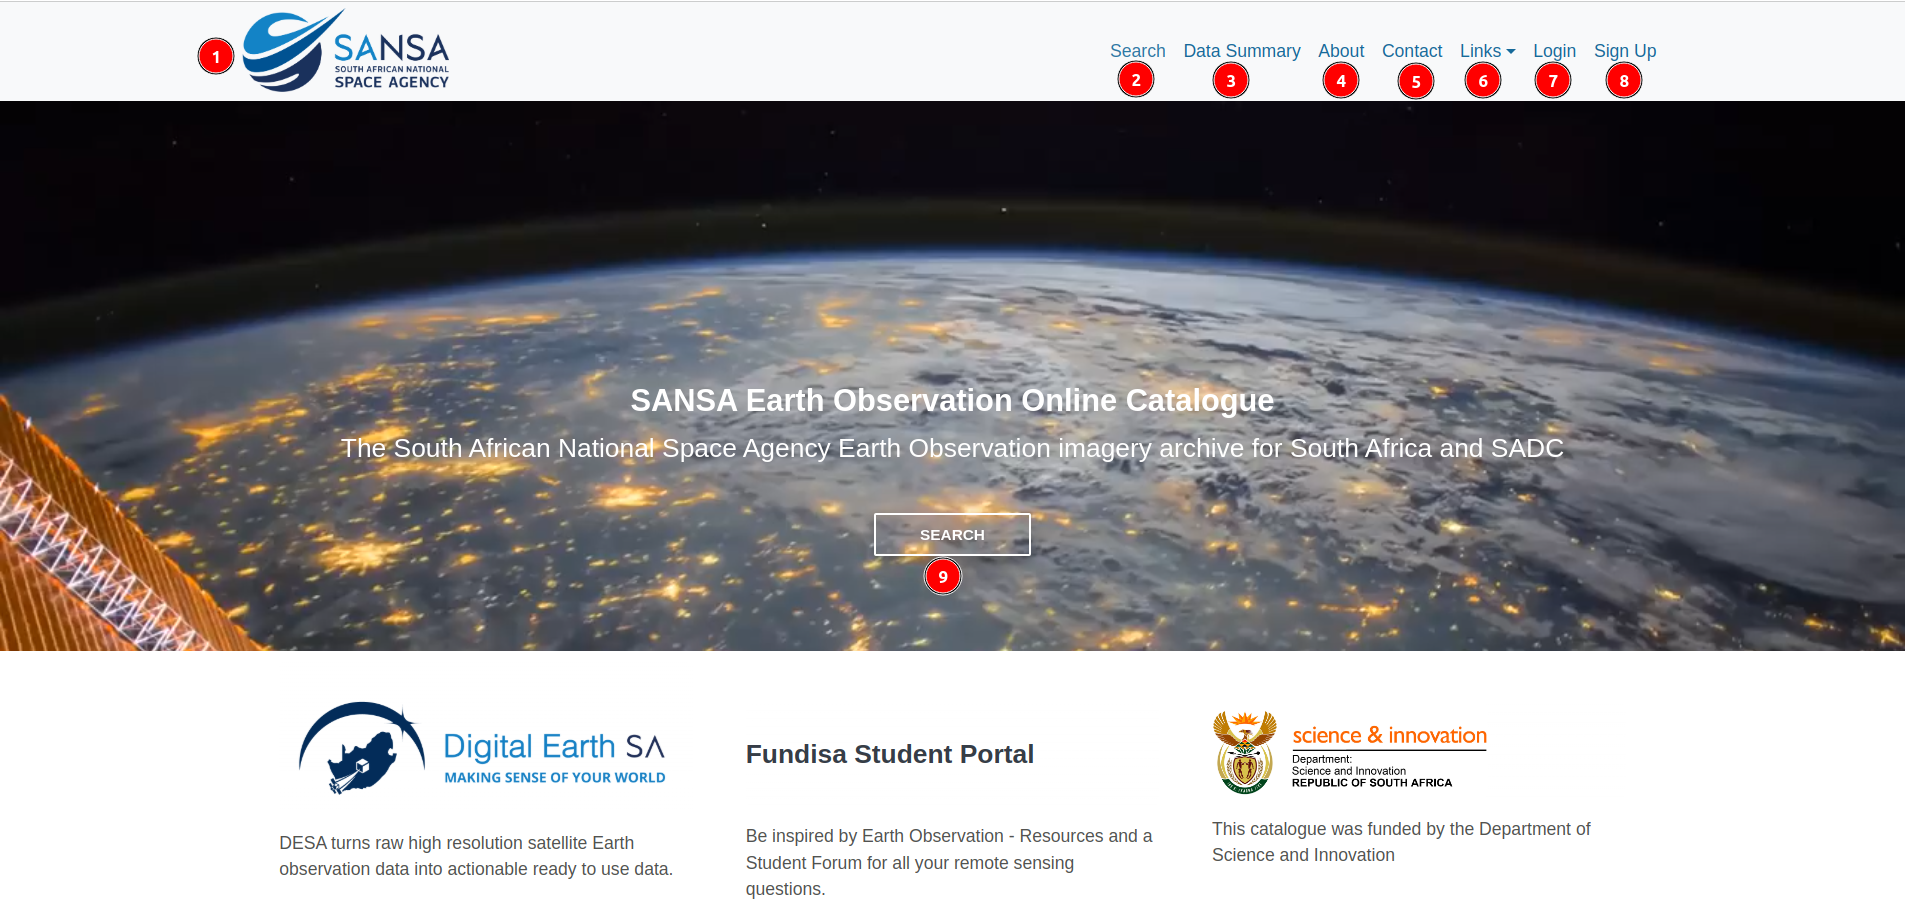 SANSA
SOUTH AFRICAN NATIONAL
SPACE AGENCY
1
Search Data Summary About Contact Links Login Sign Up
2 3 4 5 6 7 8
SANSA Earth Observation Online Catalogue
The South African National Space Agency Earth Observation imagery archive for South Africa and SADC
SEARCH
9
Digital Earth SA
MAKING SENSE OF YOUR WORLD
DESA turns raw high resolution satellite Earth
observation data into actionable ready to use data.
Fundisa Student Portal
Be inspired by Earth Observation - Resources and a
Student Forum for all your remote sensing
questions.
science & innovation
Department:
Science and Innovation
REPUBLIC OF SOUTH AFRICA
This catalogue was funded by the Department of
Science and Innovation